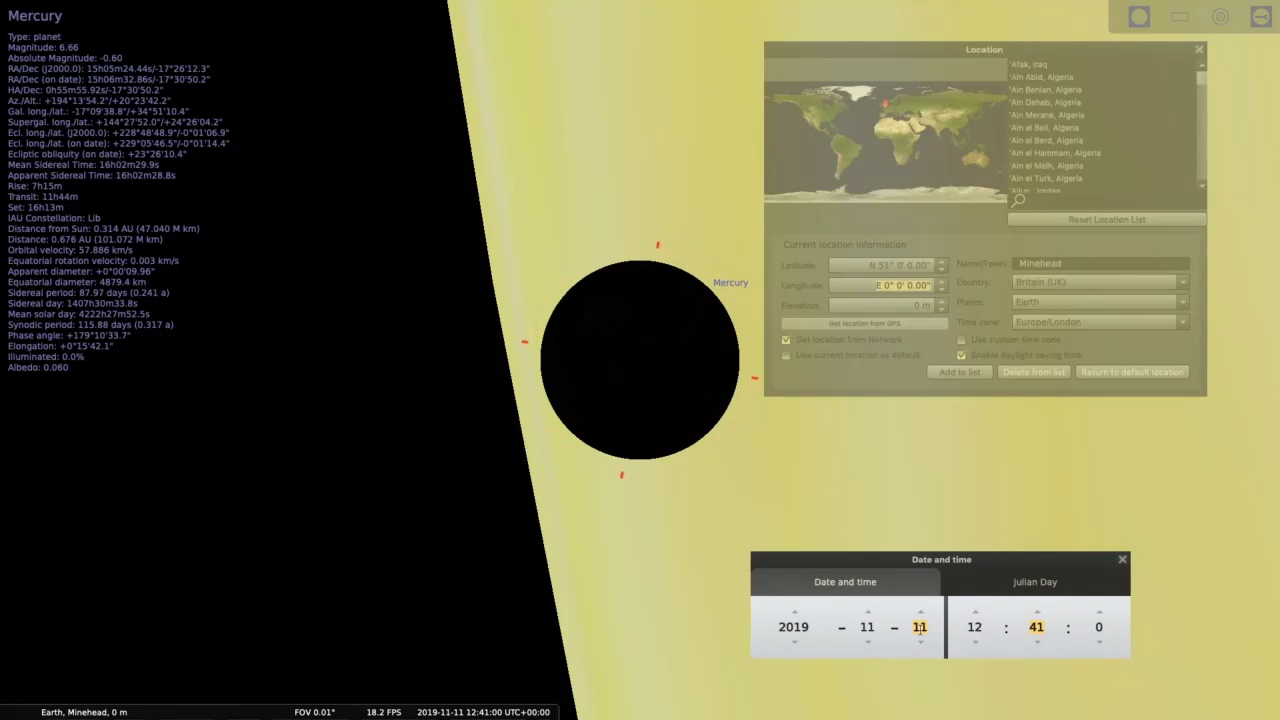 Mercury
Type: planet
Magnitude: 6.66
Absolute Magnitude: -0.60
RA/Dec (J2000.0): 15h05m24.44s/-17°26'12.3"
RA/Dec (on date): 15h06m32.86s/-17°30'50.2"
HA/Dec: 0h55m55.92s/-17°30'50.2"
Az./Alt.: +194°13'54.2"/+20°23'42.2"
Gal. long./lat.: -17°09'38.8"/+34°51'10.4"
Supergal. long./lat.: +144°27'52.0"/+24°26'04.2"
Ecl. long./lat. (J2000.0): +228°48'48.9"/-0°01'06.9"
Ecl. long./lat. (on date): +229°05'46.5"/-0°01'14.4"
Ecliptic obliquity (on date): +23°26'10.4"
Mean Sidereal Time: 16h02m29.9s
Apparent Sidereal Time: 16h02m28.8s
Rise: 7h15m
Transit: 11h44m
Set: 16h13m
IAU Constellation: Lib
Distance from Sun: 0.314 AU (47.040 M km)
Distance: 0.676 AU (101.072 M km)
Orbital velocity: 57.886 km/s
Equatorial rotation velocity: 0.003 km/s
Apparent diameter: +0°00'09.96"
Equatorial diameter: 4879.4 km
Sidereal period: 87.97 days (0.241 a)
Sidereal day: 1407h30m33.8s
Mean solar day: 4222h27m52.5s
Synodic period: 115.88 days (0.317 a)
Phase angle: +179°10'33.7"
Elongation: +0°15'42.1"
Illuminated: 0.0%
Albedo: 0.060
Mercury
Location
'Afak, Iraq
'Ain Abid, Algeria
'Ain Benian, Algeria
'Ain Deheb, Algeria
'Ain Merane, Algeria
'Ain el Bell, Algeria
'Ain el Berd, Algeria
'Ain el Hammam, Algeria
'Ain el Melh, Algeria
'Ain el Turk, Algeria
'Ajlun, Jordan
Reset Location List
Current location information
Latitude: N 51° 0' 0.00"
Longitude: E 0° 0' 0.00"
Elevation: 0 m
Get location from GPS
Get location from Network
Use current location as default
Name/Town: Minehead
Country: Britain (UK)
Planet: Earth
Time zone: Europe/London
Use custom time zone
Enable daylight saving time
Add to list Delete from list Return to default location
Date and time
Date and time Julian Day
2019 - 11 - 11 12 : 41 : 0
Earth, Minehead, 0 m FOV 0.01° 18.2 FPS 2019-11-11 12:41:00 UTC+00:00